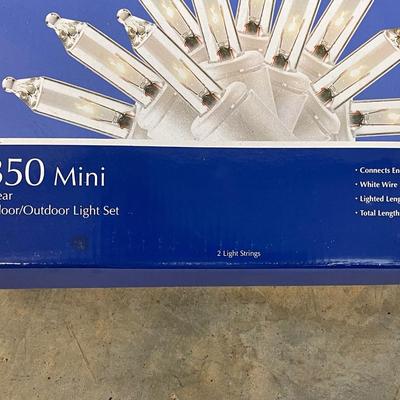 350 Mini
ear
door/Outdoor Light Set
2 Light Strings
• Connects En
• White Wire
• Lighted Leng
• Total Length